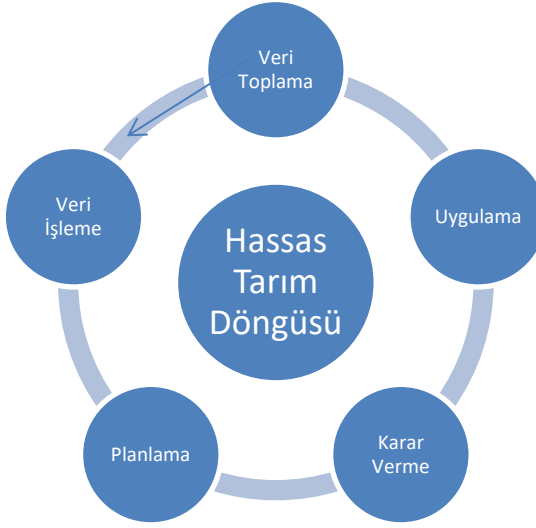 Veri
Toplama
Veri
İşleme
Uygulama
Hassas
Tarım
Döngüsü
Planlama
Karar
Verme